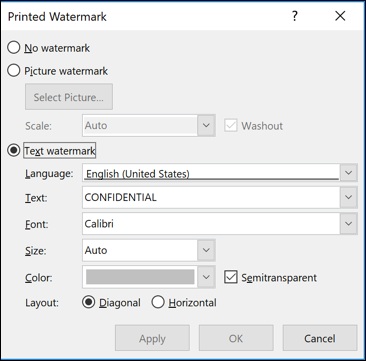 Printed Watermark ?
No watermark
Picture watermark
Select Picture...
Scale: Auto Washout
Text watermark
Language: English (United States)
Text: CONFIDENTIAL
Font: Calibri
Size: Auto
Color: Semitransparent
Layout: Diagonal Horizontal
Apply OK Cancel